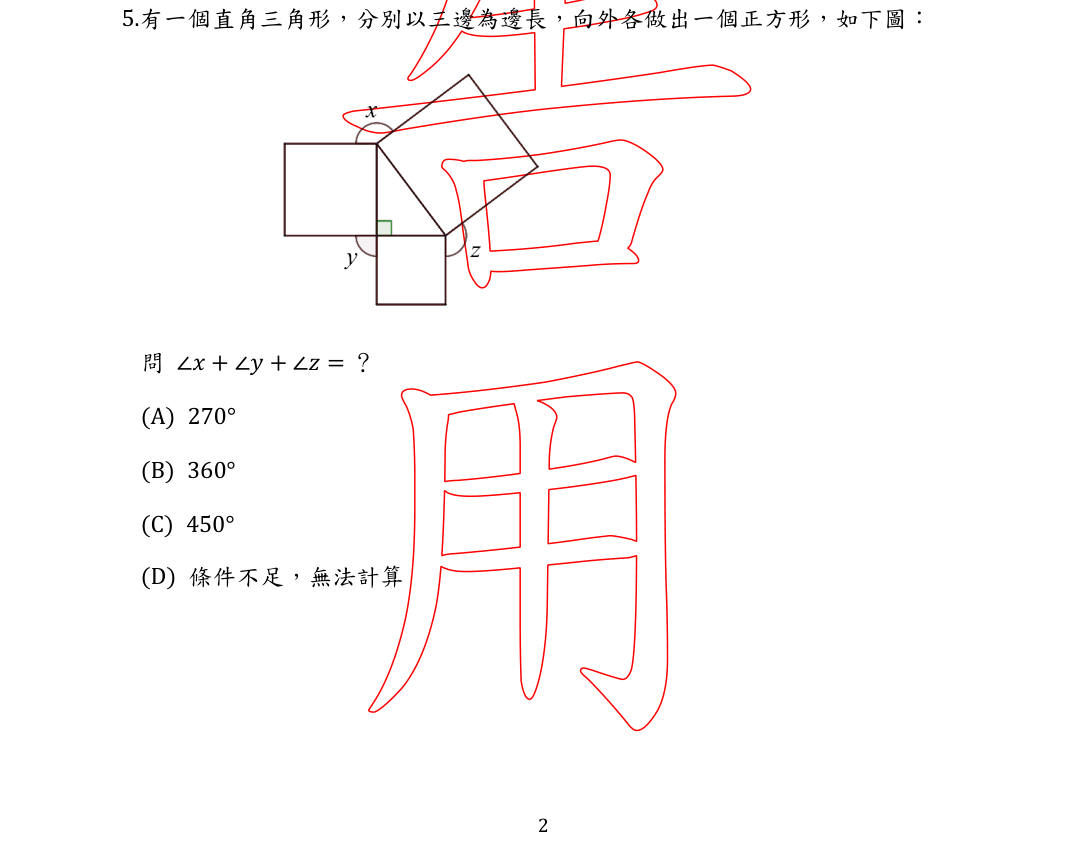 5.有一個直角三角形，分別以三邊為邊長，向外各做出一個正方形，如下圖：
x
y
z
問 ∠x + ∠y + ∠z = ？
(A) 270°
(B) 360°
(C) 450°
(D) 條件不足，無法計算
用
2